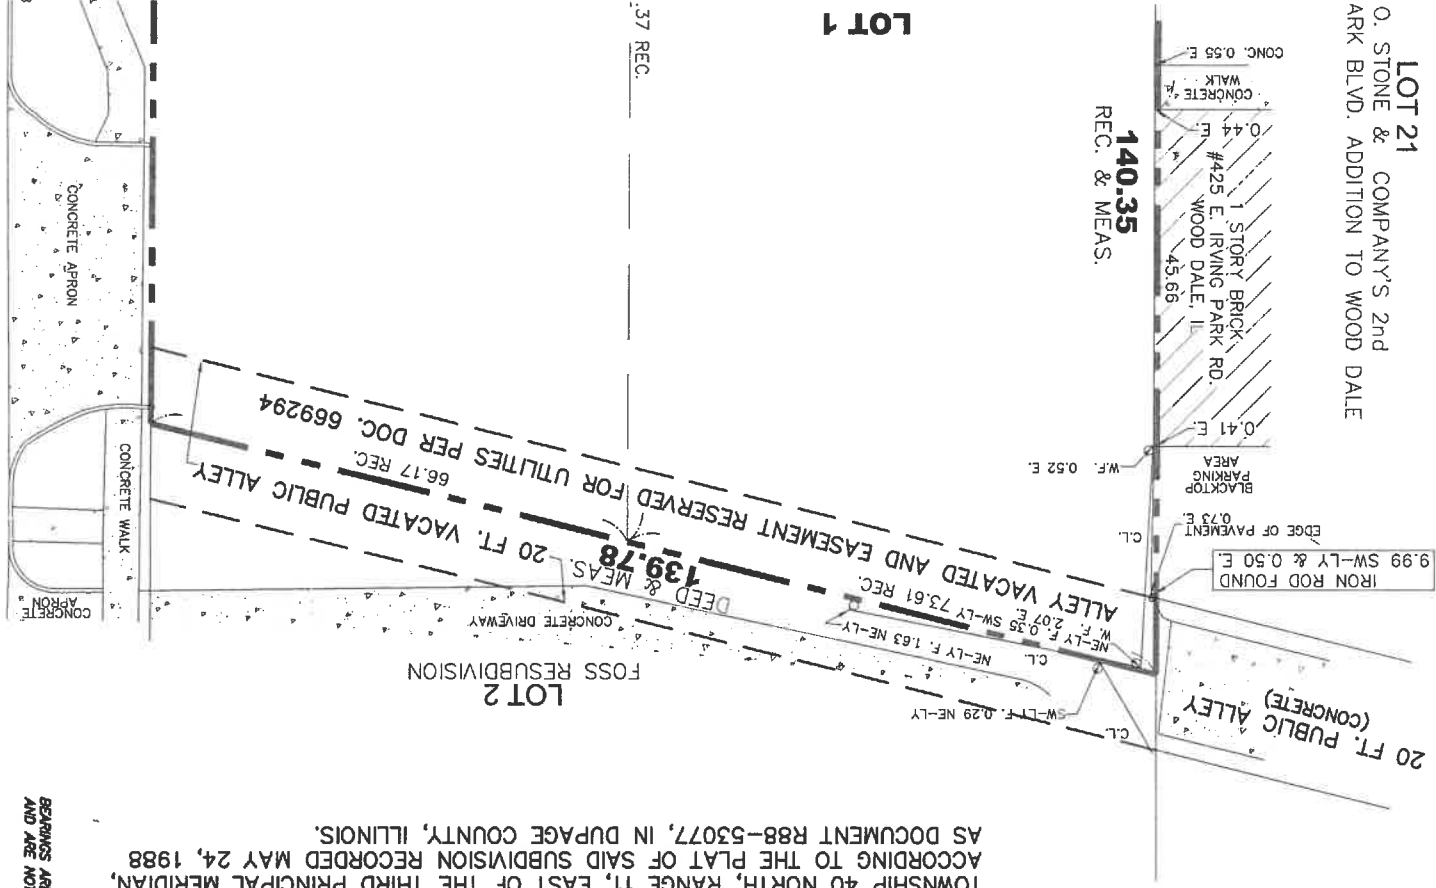 TOWNSHIP 40 NORTH, RANGE 11, EAST OF THE THIRD PRINCIPAL MERIDIAN,
ACCORDING TO THE PLAT OF SAID SUBDIVISION RECORDED MAY 24, 1988
AS DOCUMENT R88-53077, IN DUPAGE COUNTY, ILLINOIS.
BEARINGS
AND ARE
20 FT. PUBLIC ALLEY
(CONCRETE)
C.L.
SW-LY F. 0.29 NE-LY
LOT 2
FOSS RESUBDIVISION
CONCRETE DRIVEWAY
CONCRETE
APRON
NE-LY F. 1.63 NE-LY
C.L.
NE-LY F. 0.35 SW-LY
W. F. 2.07 E.
73.61 REC.
DEED & MEAS.
139.78
IRON ROD FOUND
9.99 SW-LY & 0.50 E.
EDGE OF PAVEMENT
0.73 E.
C.L.
20 FT. VACATED PUBLIC ALLEY
66.17 REC.
ALLEY VACATED AND EASEMENT RESERVED FOR UTILITIES PER DOC. 669294
CONCRETE WALK
BLACKTOP
PARKING
AREA
W.F. 0.52 E.
0.41 E.
1 STORY BRICK
#425 E. IRVING PARK RD.
WOOD DALE, IL
45.66
0.44 E.
CONCRETE
WALK
CONC. 0.55 E
140.35
REC. & MEAS.
CONCRETE APRON
.37 REC.
LOT 1
LOT 21
O. STONE & COMPANY'S 2nd
ARK BLVD. ADDITION TO WOOD DALE